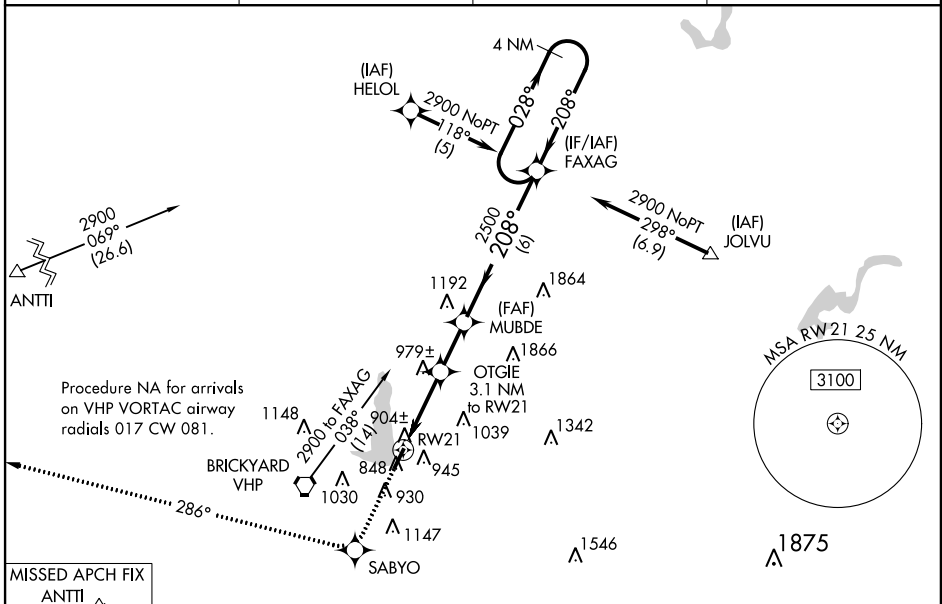 4 NM
(IAF)
HELOL
2900 NoPT
118°
(5)
028°
208°
(IF/IAF)
FAXAG
2900
069°
(26.6)
ANTTI
2500
208°
(6)
2900 NoPT
298°
(6.9)
(IAF)
JOLVU
1192
1864
(FAF)
MUBDE
1866
979±
OTGIE
3.1 NM
to RW21
MSA RW21 25 NM
3100
Procedure NA for arrivals
on VHP VORTAC airway
radials 017 CW 081.
1148
2900 to FAXAG
038°
(14)
904±
RW21
1039
1342
BRICKYARD
VHP
848
945
1030
930
286°
1147
SABYO
1546
1875
MISSED APCH FIX
ANTTI